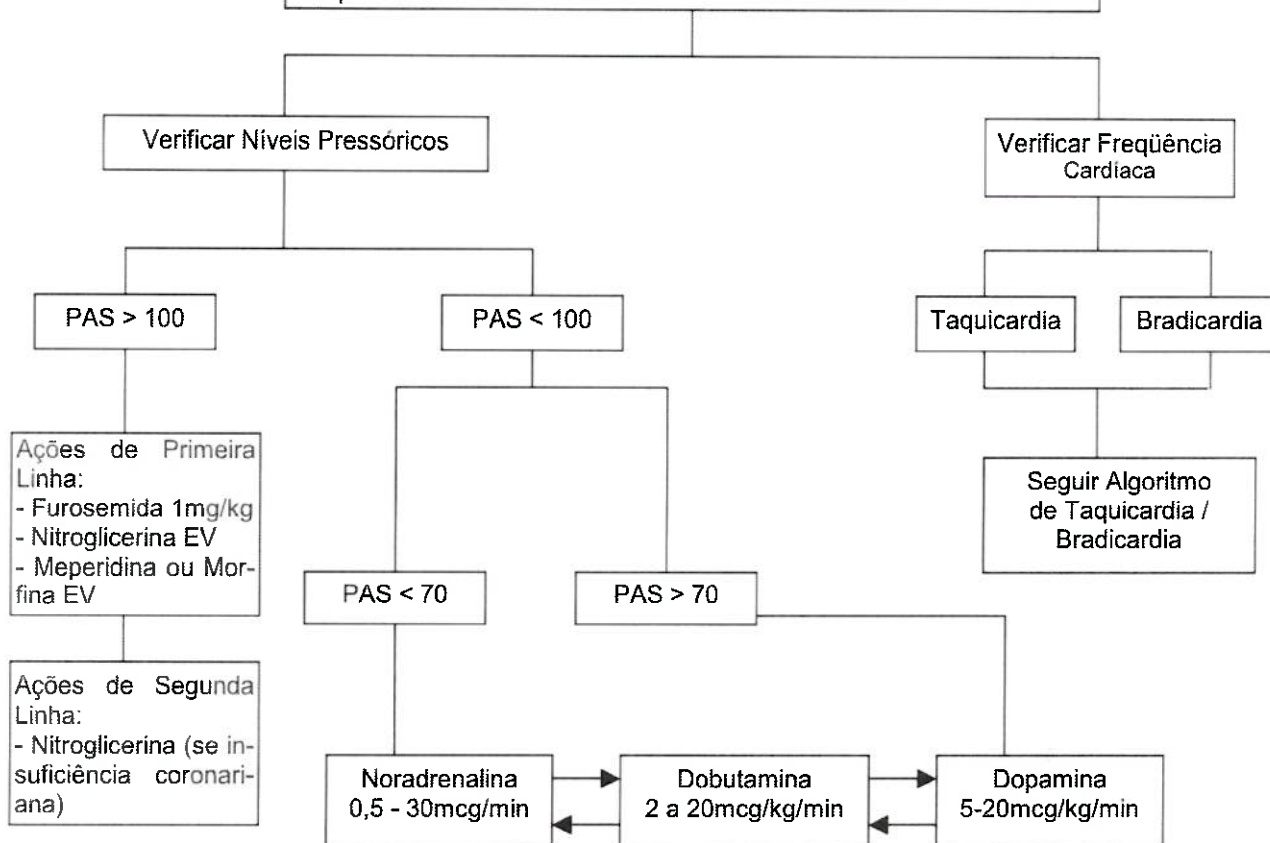 Verificar Níveis Pressóricos
Verificar Freqüência
Cardíaca
PAS > 100
PAS < 100
Taquicardia
Bradicardia
Ações de Primeira
Linha:
- Furosemida 1mg/kg
- Nitroglicerina EV
- Meperidina ou Mor-
fina EV
Seguir Algoritmo
de Taquicardia /
Bradicardia
PAS < 70
PAS > 70
Ações de Segunda
Linha:
- Nitroglicerina (se in-
suficiência coronari-
ana)
Noradrenalina
0,5 - 30mcg/min
Dobutamina
2 a 20mcg/kg/min
Dopamina
5-20mcg/kg/min